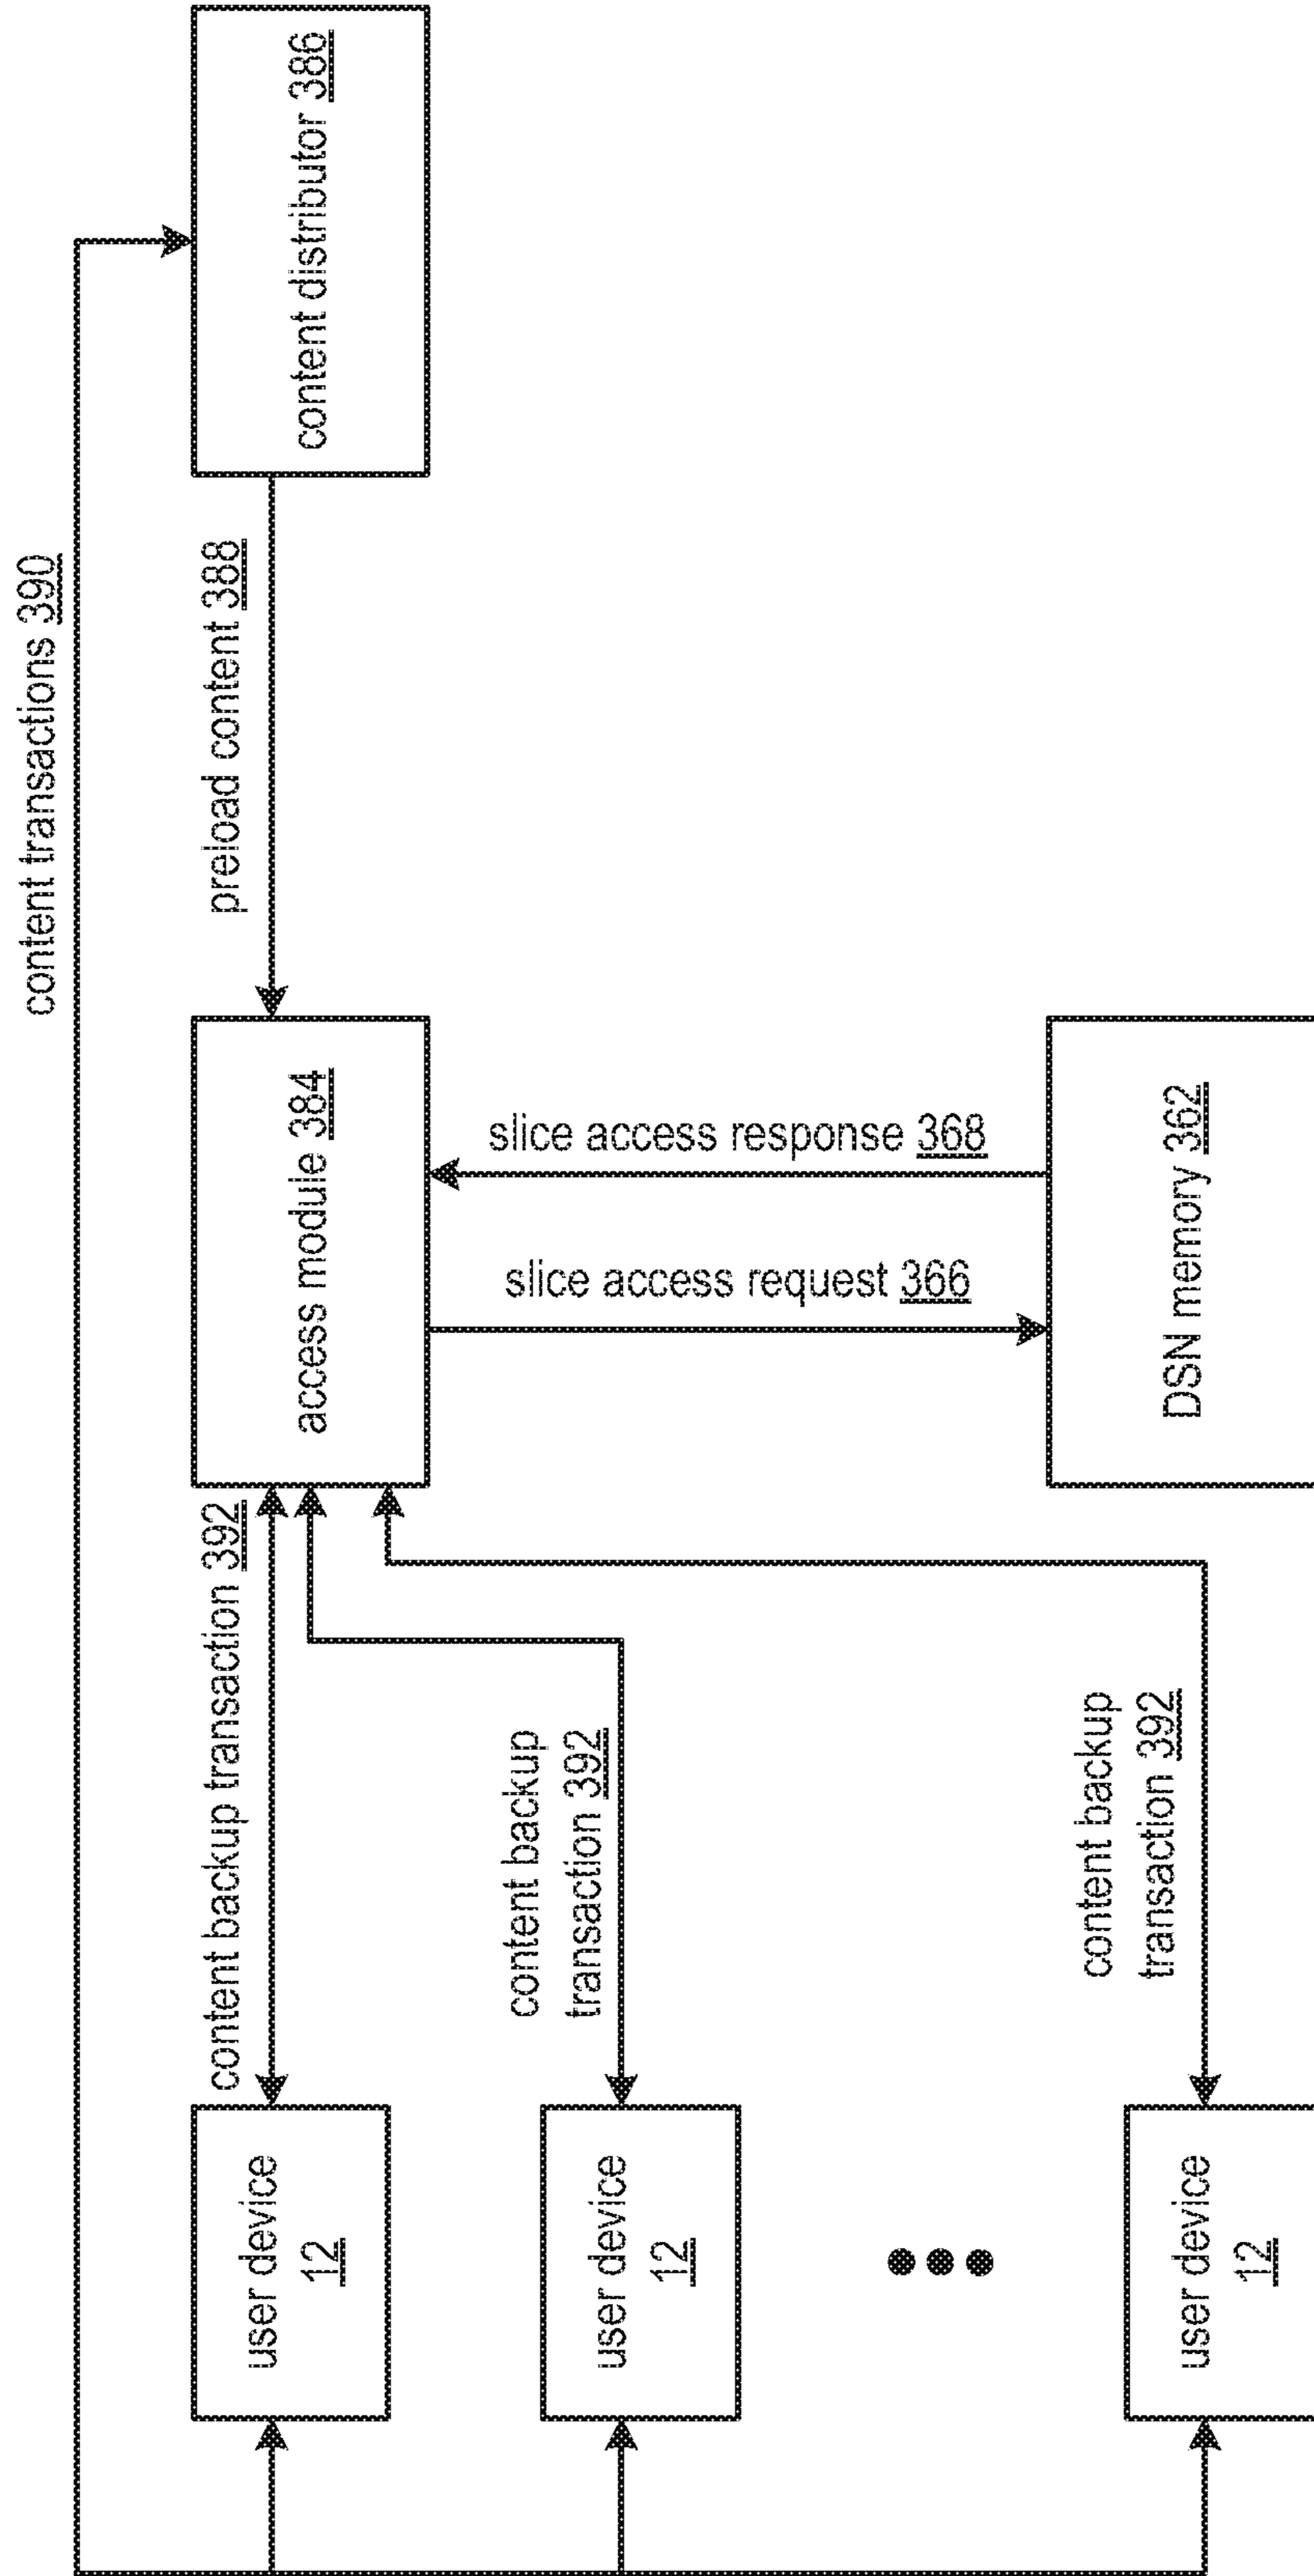 content transactions 390
user device
12
content backup transaction 392
access module 384
preload content 388
content distributor 386
user device
12
content backup
transaction 392
slice access request 366
slice access response 368
user device
12
content backup
transaction 392
DSN memory 362